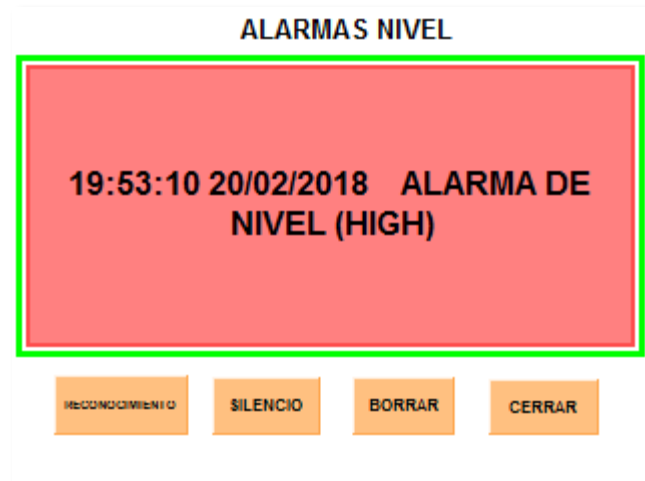 ALARMAS NIVEL
19:53:10 20/02/2018 ALARMA DE
NIVEL (HIGH)
RECONOCIMIENTO SILENCIO BORRAR CERRAR